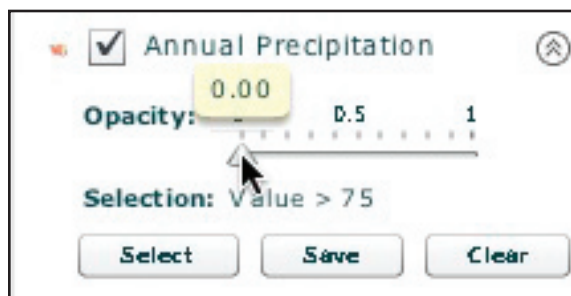 Annual Precipitation
0.00
Opacity: 0.5 1
Selection: Value > 75
Select Save Clear